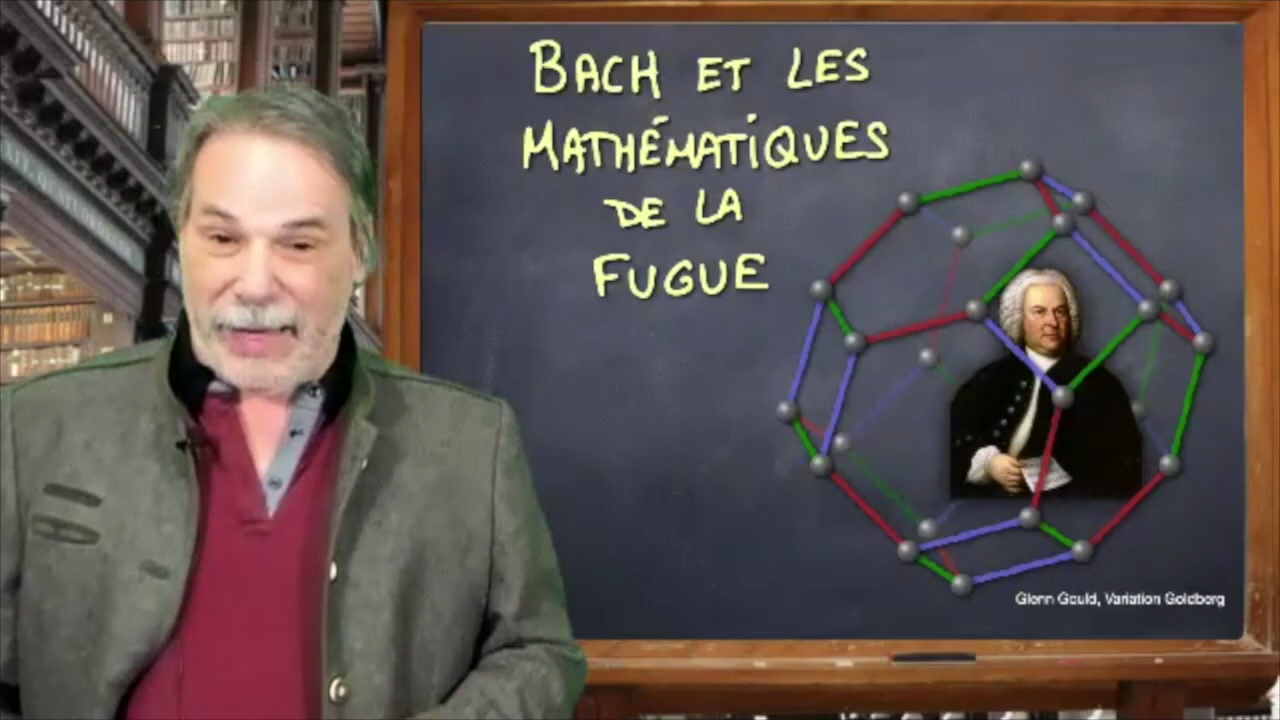 BACH ET LES
MATHÉMATIQUES
DE LA
FUGUE
Glenn Gould, Variation Goldberg